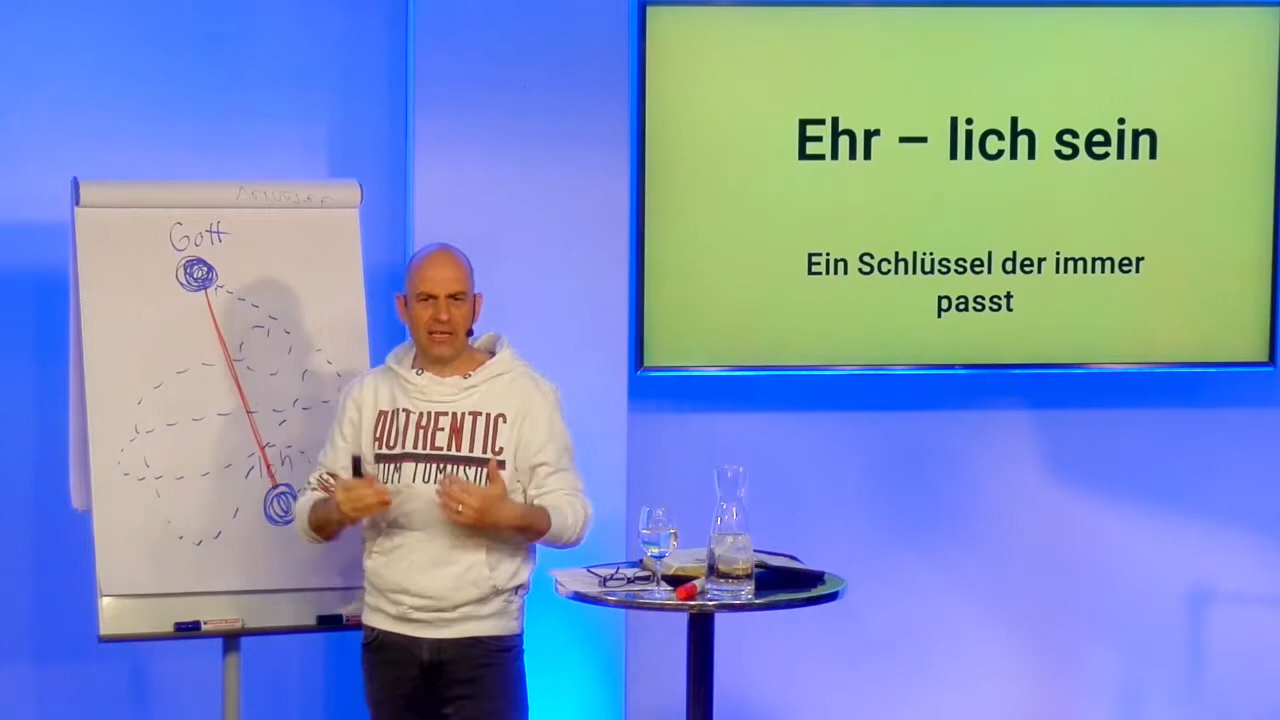 Ehr – lich sein
Ein Schlüssel der immer
passt
Gott
Ich
AUTHENTIC